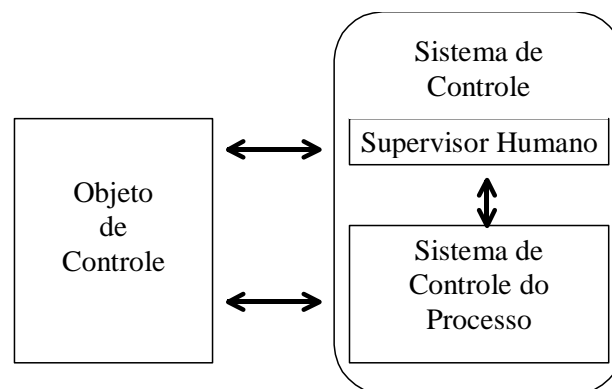 Sistema de
Controle
Supervisor Humano
Objeto
de
Controle
Sistema de
Controle do
Processo